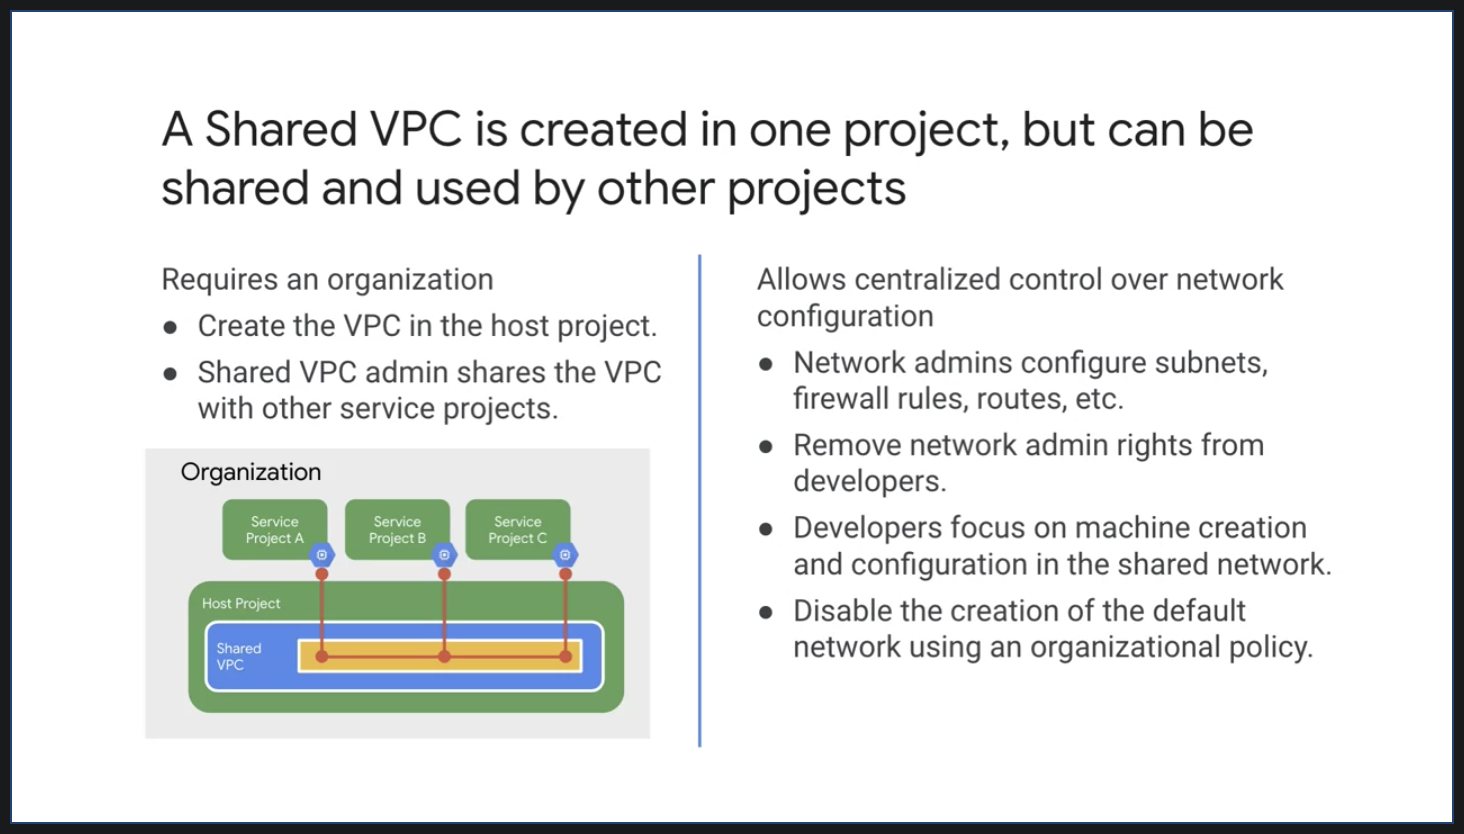 A Shared VPC is created in one project, but can be
shared and used by other projects
Requires an organization
● Create the VPC in the host project.
● Shared VPC admin shares the VPC
with other service projects.
Organization
Service
Project A
Service
Project B
Service
Project C
Host Project
Shared
VPC
Allows centralized control over network
configuration
● Network admins configure subnets,
firewall rules, routes, etc.
● Remove network admin rights from
developers.
● Developers focus on machine creation
and configuration in the shared network.
● Disable the creation of the default
network using an organizational policy.